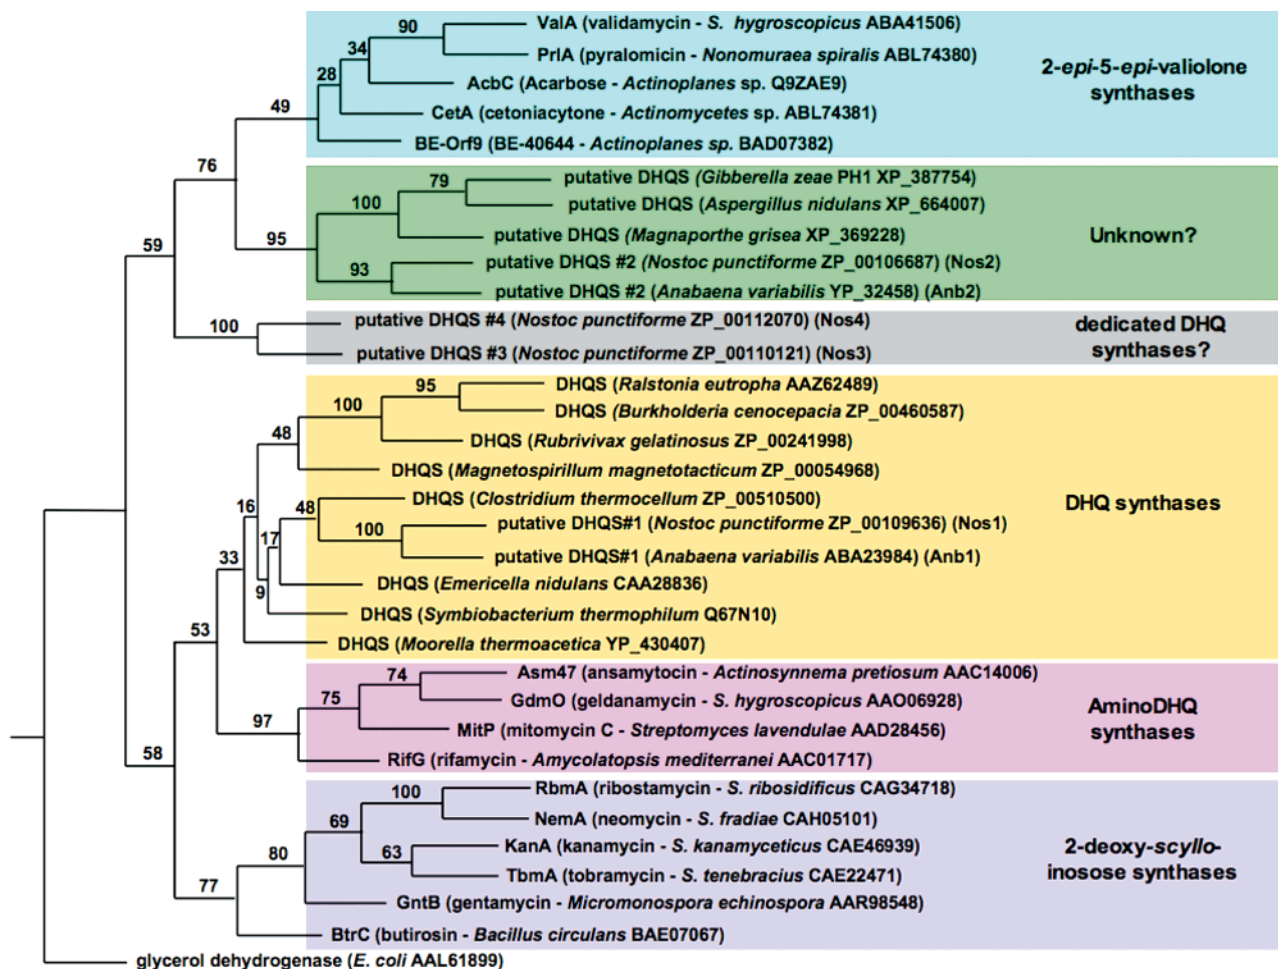 90
ValA (validamycin - S. hygroscopicus ABA41506)
34
PrlA (pyralomicin - Nonomuraea spiralis ABL74380)
28
AcbC (Acarbose - Actinoplanes sp. Q9ZAE9)
2-epi-5-epi-valiolone
synthases
49
CetA (cetoniacytone - Actinomycetes sp. ABL74381)
BE-Orf9 (BE-40644 - Actinoplanes sp. BAD07382)
76
79
putative DHQS (Gibberella zeae PH1 XP_387754)
100
putative DHQS (Aspergillus nidulans XP_664007)
95
putative DHQS (Magnaporthe grisea XP_369228)
Unknown?
59
93
putative DHQS #2 (Nostoc punctiforme ZP_00106687) (Nos2)
putative DHQS #2 (Anabaena variabilis YP_32458) (Anb2)
100
putative DHQS #4 (Nostoc punctiforme ZP_00112070) (Nos4)
putative DHQS #3 (Nostoc punctiforme ZP_00110121) (Nos3)
dedicated DHQ
synthases?
95
DHQS (Ralstonia eutropha AAZ62489)
100
DHQS (Burkholderia cenocepacia ZP_00460587)
48
DHQS (Rubrivivax gelatinosus ZP_00241998)
DHQS (Magnetospirillum magnetotacticum ZP_00054968)
16
48
DHQS (Clostridium thermocellum ZP_00510500)
DHQ synthases
17
100
putative DHQS#1 (Nostoc punctiforme ZP_00109636) (Nos1)
33
putative DHQS#1 (Anabaena variabilis ABA23984) (Anb1)
9
DHQS (Emericella nidulans CAA28836)
DHQS (Symbiobacterium thermophilum Q67N10)
53
DHQS (Moorella thermoacetica YP_430407)
74
Asm47 (ansamytocin - Actinosynnema pretiosum AAC14006)
75
GdmO (geldanamycin - S. hygroscopicus AAO06928)
97
MitP (mitomycin C - Streptomyces lavendulae AAD28456)
AminoDHQ
synthases
58
RifG (rifamycin - Amycolatopsis mediterranei AAC01717)
100
RbmA (ribostamycin - S. ribosidificus CAG34718)
69
NemA (neomycin - S. fradiae CAH05101)
80
63
KanA (kanamycin - S. kanamyceticus CAE46939)
TbmA (tobramycin - S. tenebracius CAE22471)
2-deoxy-scyllo-
inosose synthases
77
GntB (gentamycin - Micromonospora echinospora AAR98548)
BtrC (butirosin - Bacillus circulans BAE07067)
glycerol dehydrogenase (E. coli AAL61899)